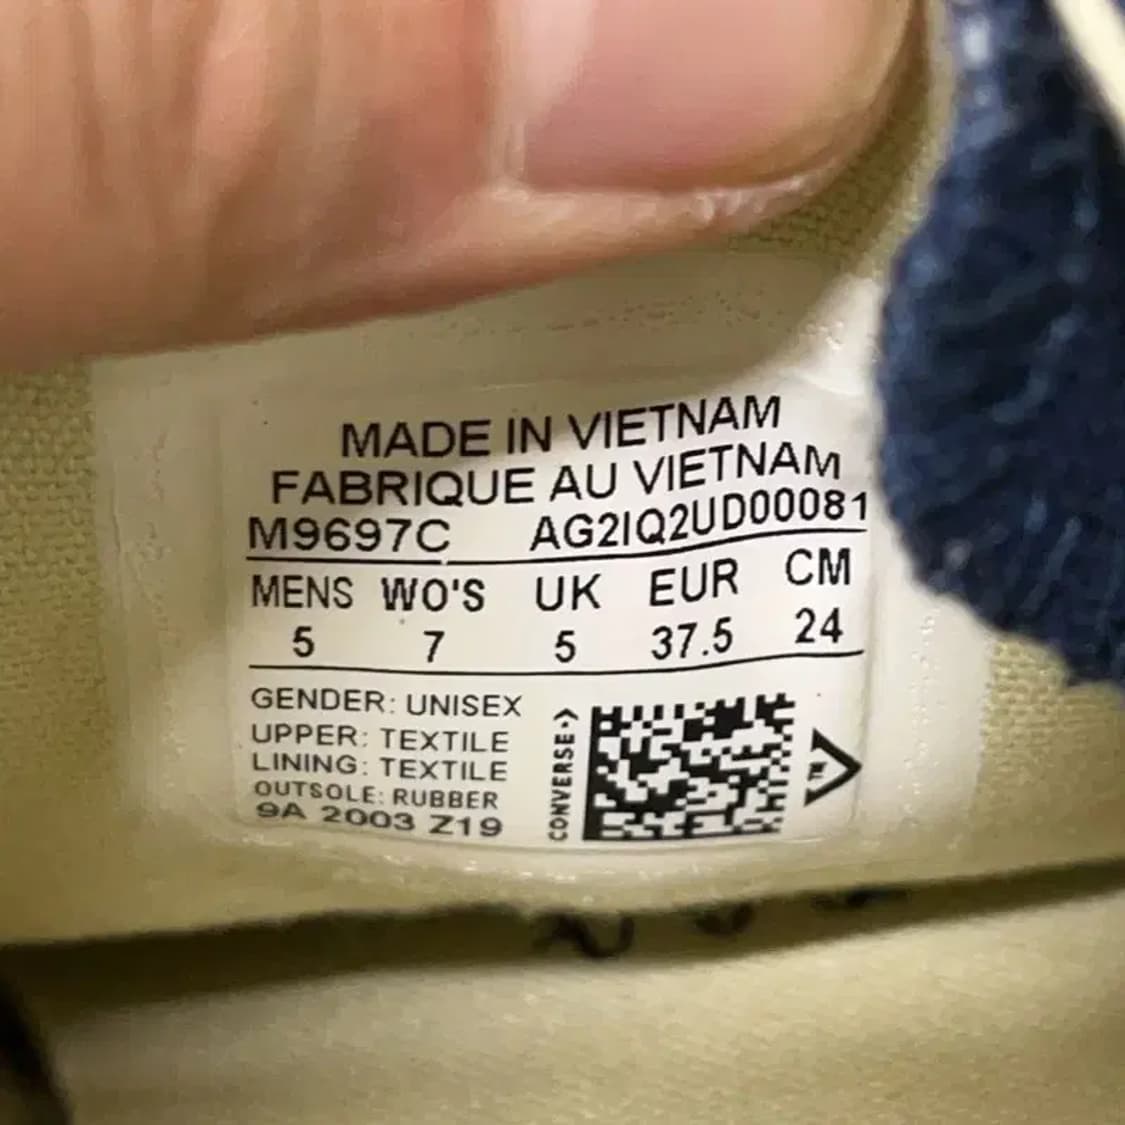 MADE IN VIETNAM
FABRIQUE AU VIETNAM
M9697C AG2IQ2UD00081
MENS WO'S UK EUR CM
5 7 5 37.5 24
GENDER: UNISEX
UPPER: TEXTILE
LINING: TEXTILE
OUTSOLE: RUBBER
9A 2003 Z19
CONVERSE
TM